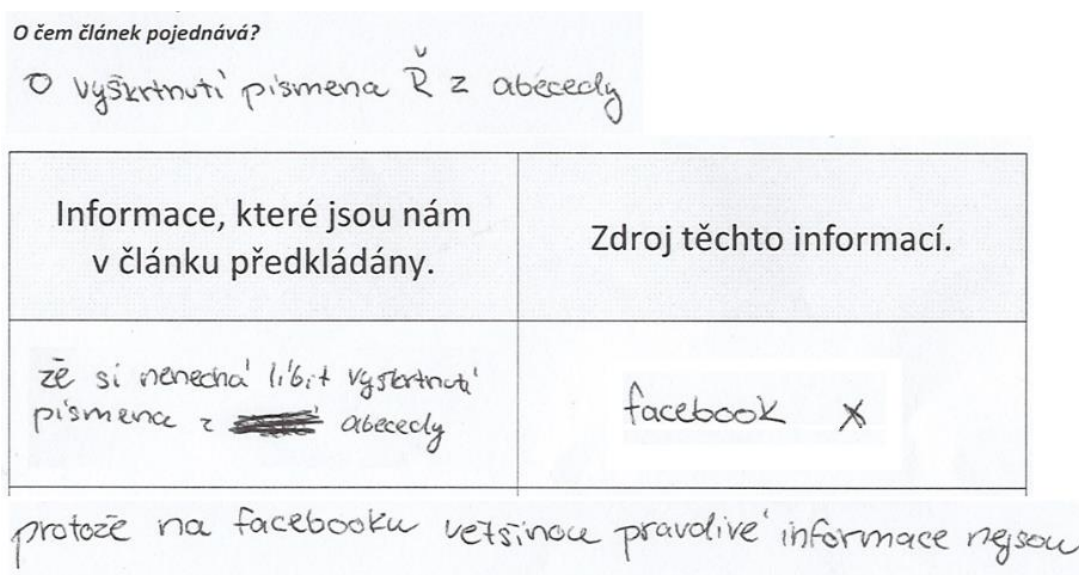 O čem článek pojednává?
O vyškrtnutí písmena Ř z abecedy
Informace, které jsou nám
v článku předkládány.
Zdroj těchto informací.
že si nenechá líbit vyškrtnutí
písmena z abecedy
facebook X
protože na facebooku vetšinou pravdivé informace nejsou